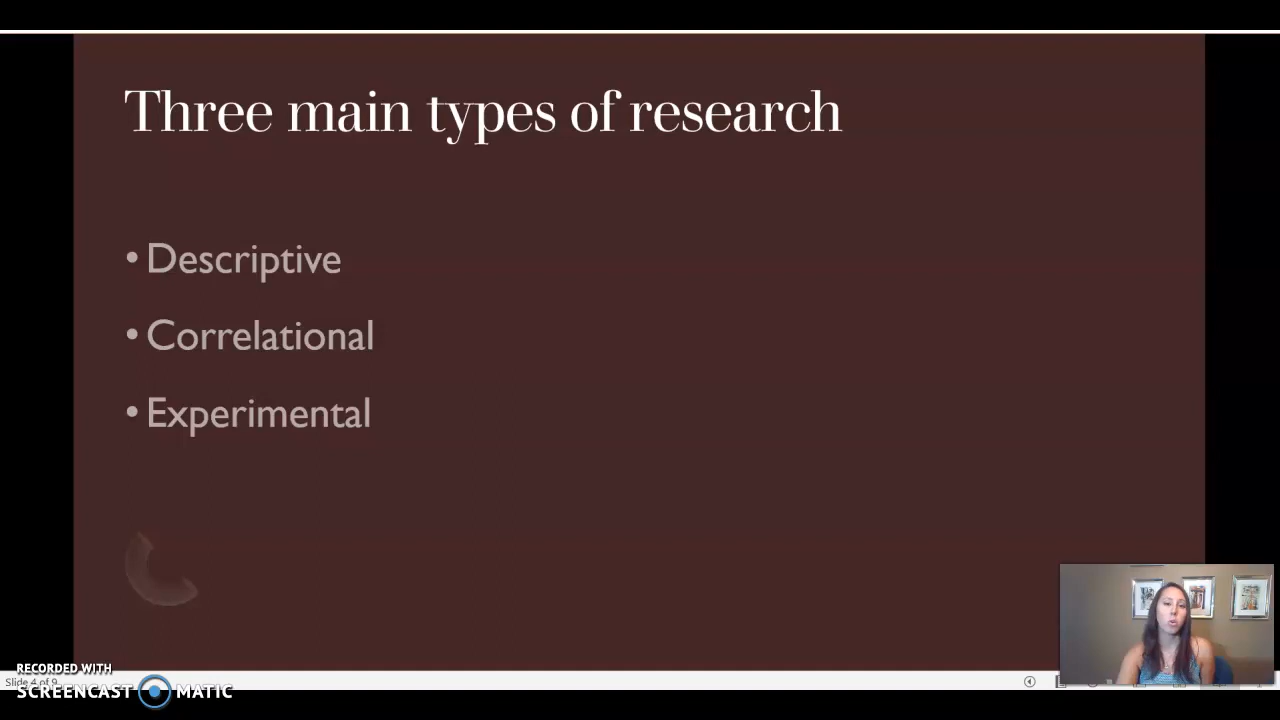 Three main types of research
• Descriptive
• Correlational
• Experimental
RECORDED WITH
Slide 4 of 9
SCREENCAST MATIC